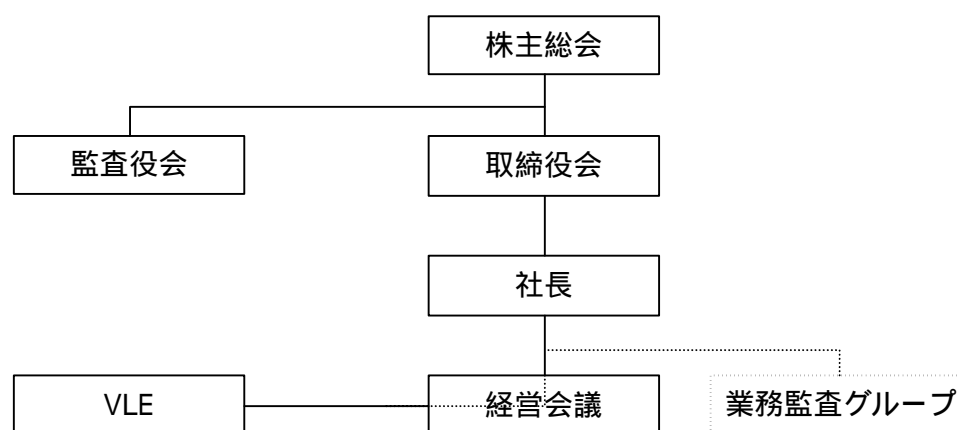 株主総会
監査役会
取締役会
社長
VLE
経営会議
業務監査グループ